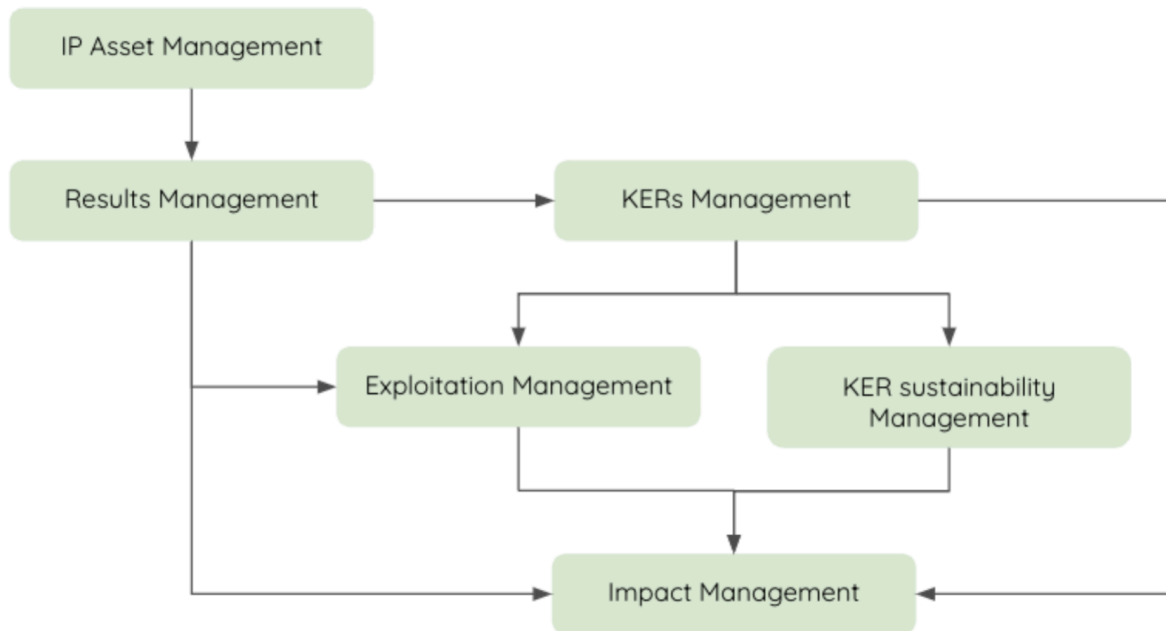 IP Asset Management
Results Management
KERs Management
Exploitation Management
KER sustainability
Management
Impact Management